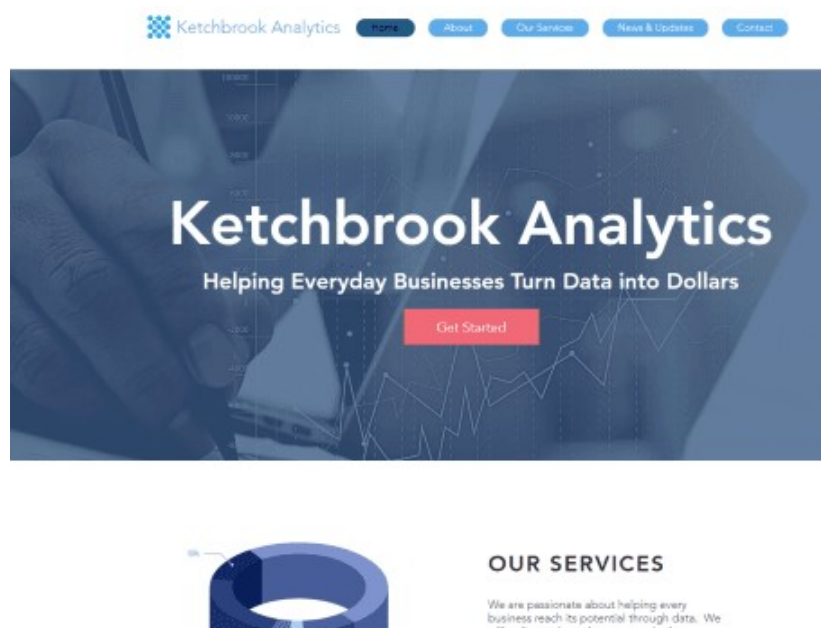 Ketchbrook Analytics
Home
About
Our Services
News & Updates
Contact
Ketchbrook Analytics
Helping Everyday Businesses Turn Data into Dollars
Get Started
OUR SERVICES
We are passionate about helping every
business reach its potential through data. We